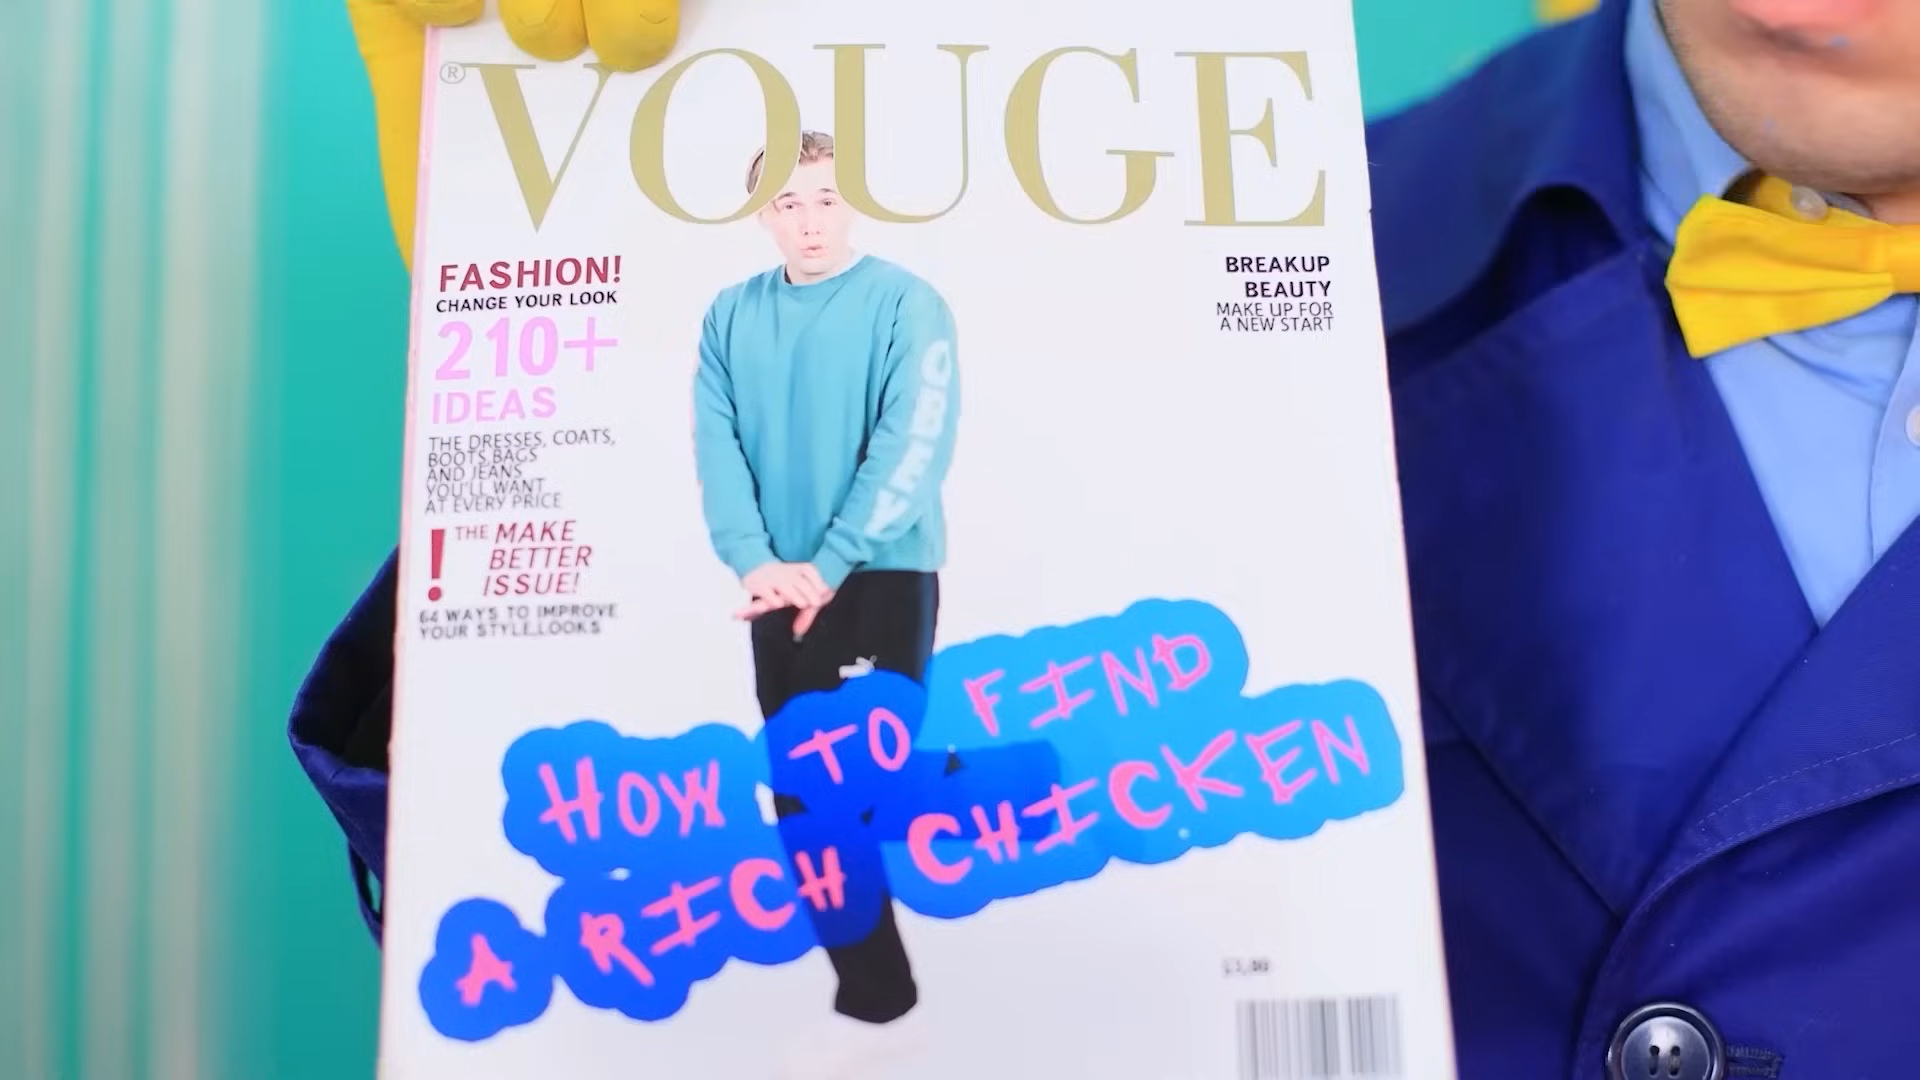 ®VOUGE
FASHION!
CHANGE YOUR LOOK
210+
IDEAS
THE DRESSES, COATS,
BOOTS,BAGS
AND JEANS
YOU'LL WANT
AT EVERY PRICE
! THE MAKE
BETTER
ISSUE!
64 WAYS TO IMPROVE
YOUR STYLE,LOOKS
BREAKUP
BEAUTY
MAKE UP FOR
A NEW START
HOW TO FIND
A RICH CHICKEN